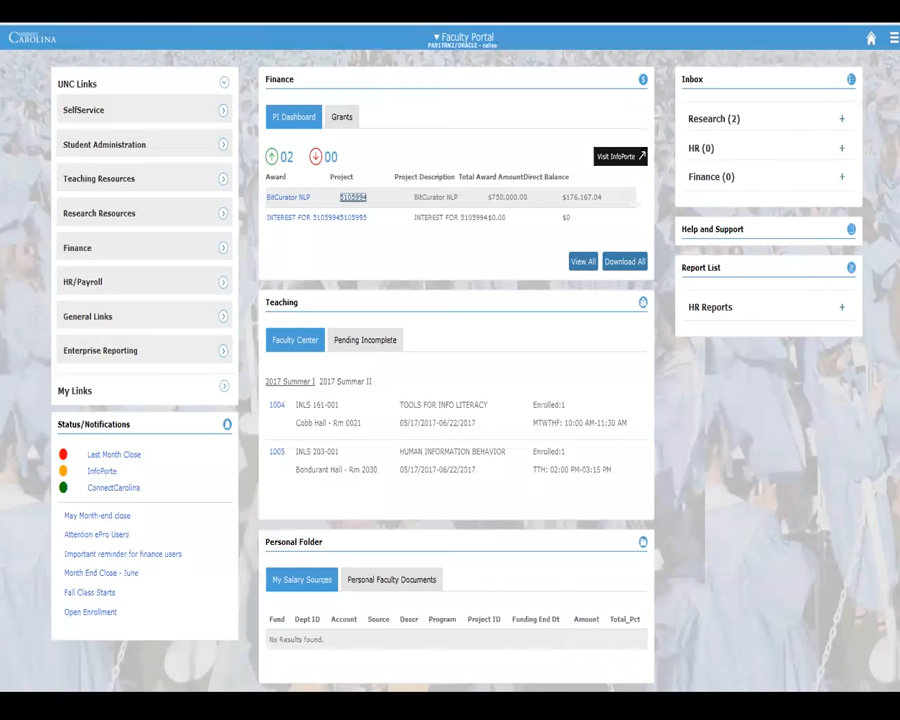 CAROLINA
Faculty Portal
UNC Links
SelfService
Student Administration
Teaching Resources
Research Resources
Finance
HR/Payroll
General Links
Enterprise Reporting
My Links
Status/Notifications
Last Month Close
InfoPorte
ConnectCarolina
May Month-end close
Attention ePro Users
Important reminder for finance users
Month End Close - June
Fall Class Starts
Open Enrollment
Finance
PI Dashboard Grants
02 00 Visit InfoPorte
Award Project Project Description Total Award Amount Direct Balance
BitCurator NLP 5105994 BitCurator NLP $750,000.00 $176,167.04
INTEREST FOR 5105994 5105995 INTEREST FOR 5105994 $0.00 $0
View All Download All
Teaching
Faculty Center Pending Incomplete
2017 Summer I 2017 Summer II
1004 INLS 161-001 TOOLS FOR INFO LITERACY Enrolled:1
Cobb Hall - Rm 0021 05/17/2017-06/22/2017 MTWTHF: 10:00 AM-11:30 AM
1005 INLS 203-001 HUMAN INFORMATION BEHAVIOR Enrolled:1
Bondurant Hall - Rm 2030 05/17/2017-06/22/2017 TTH: 02:00 PM-03:15 PM
Personal Folder
My Salary Sources Personal Faculty Documents
Fund Dept ID Account Source Descr Program Project ID Funding End Dt Amount Total_Pct
No Results found.
Inbox
Research (2) +
HR (0) +
Finance (0) +
Help and Support
Report List
HR Reports +